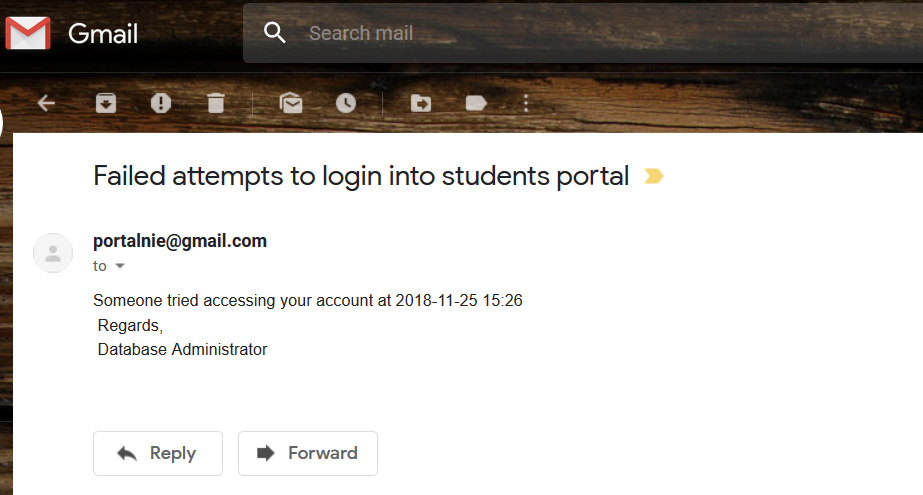 Gmail
Search mail
Failed attempts to login into students portal
portalnie@gmail.com
to
Someone tried accessing your account at 2018-11-25 15:26
Regards,
Database Administrator
Reply
Forward